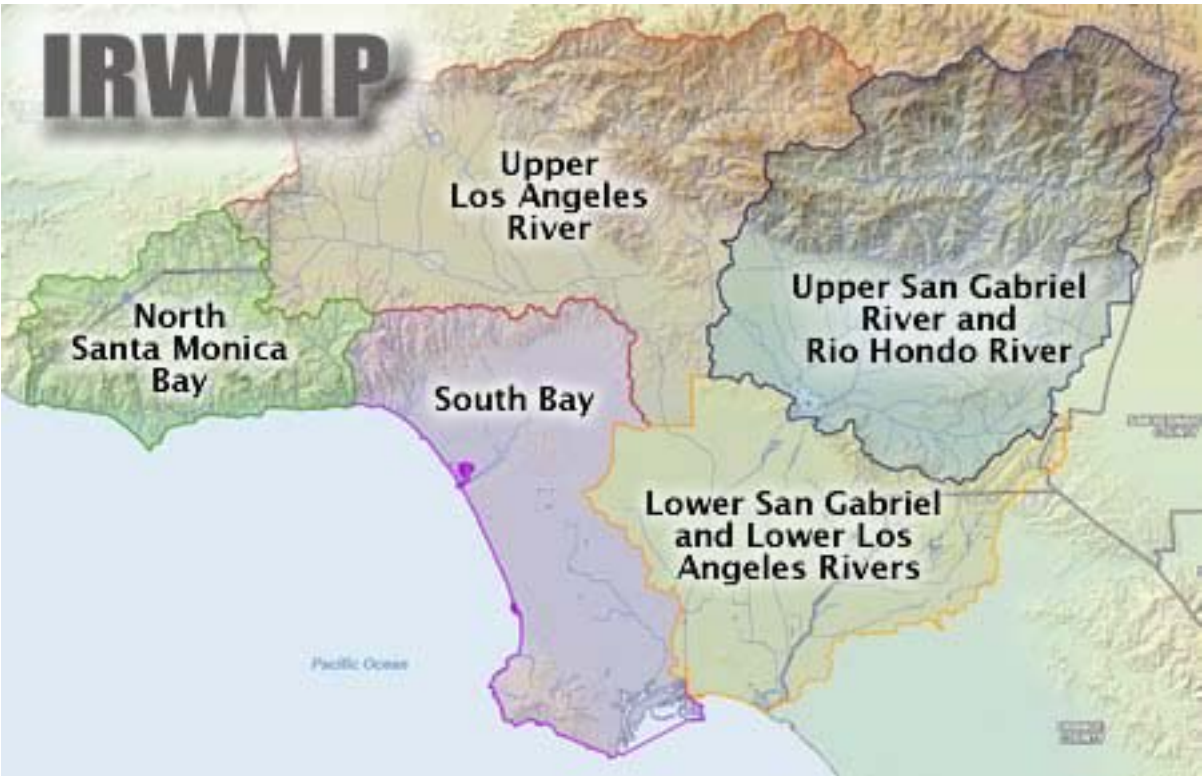 IRWMP
Upper
Los Angeles
River
North
Santa Monica
Bay
Upper San Gabriel
River and
Rio Hondo River
South Bay
Lower San Gabriel
and Lower Los
Angeles Rivers
Pacific Ocean
COUNTY